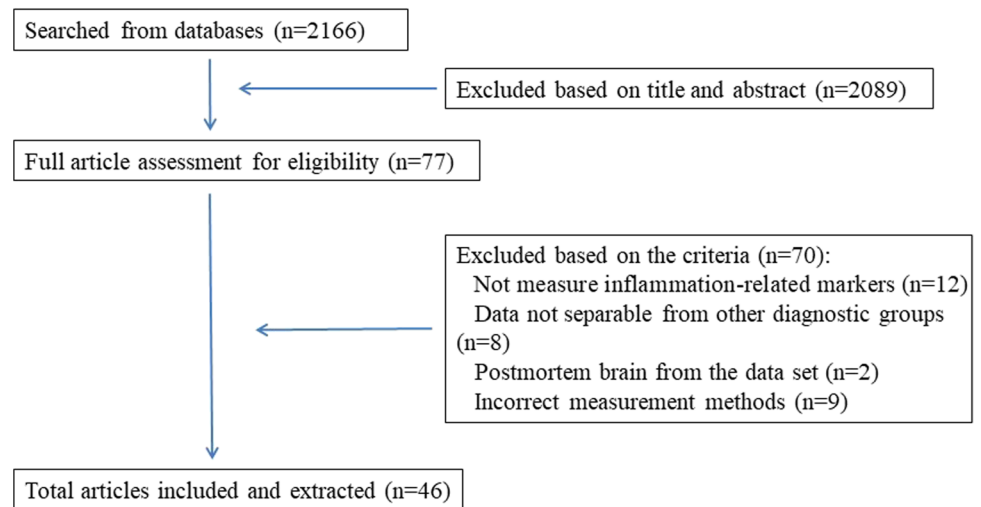 Searched from databases (n=2166)
Excluded based on title and abstract (n=2089)
Full article assessment for eligibility (n=77)
Excluded based on the criteria (n=70):
Not measure inflammation-related markers (n=12)
Data not separable from other diagnostic groups
(n=8)
Postmortem brain from the data set (n=2)
Incorrect measurement methods (n=9)
Total articles included and extracted (n=46)